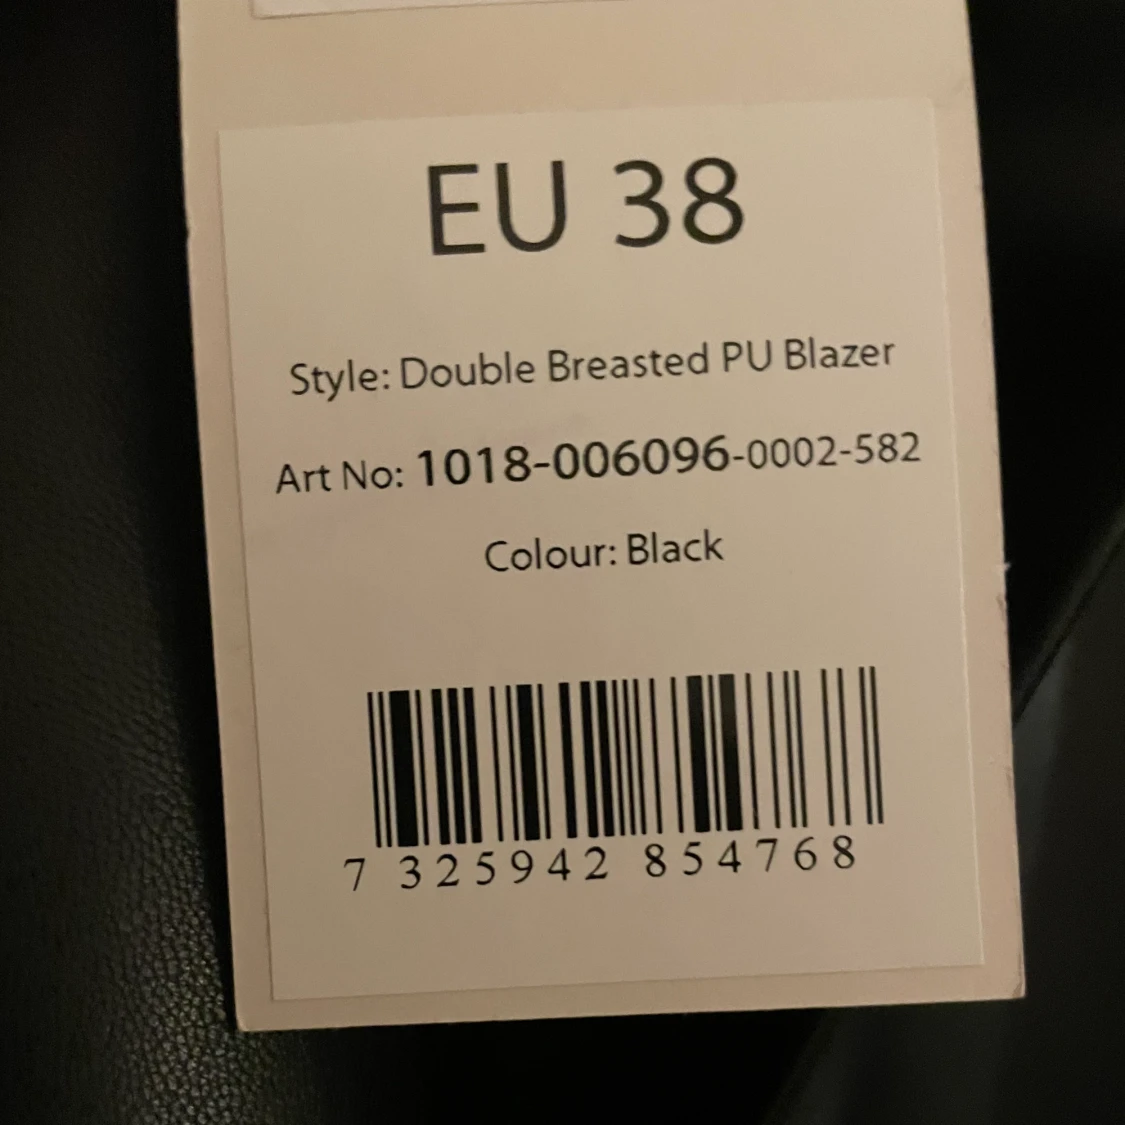 EU 38
Style: Double Breasted PU Blazer
Art No: 1018-006096-0002-582
Colour: Black
7 325942 854768